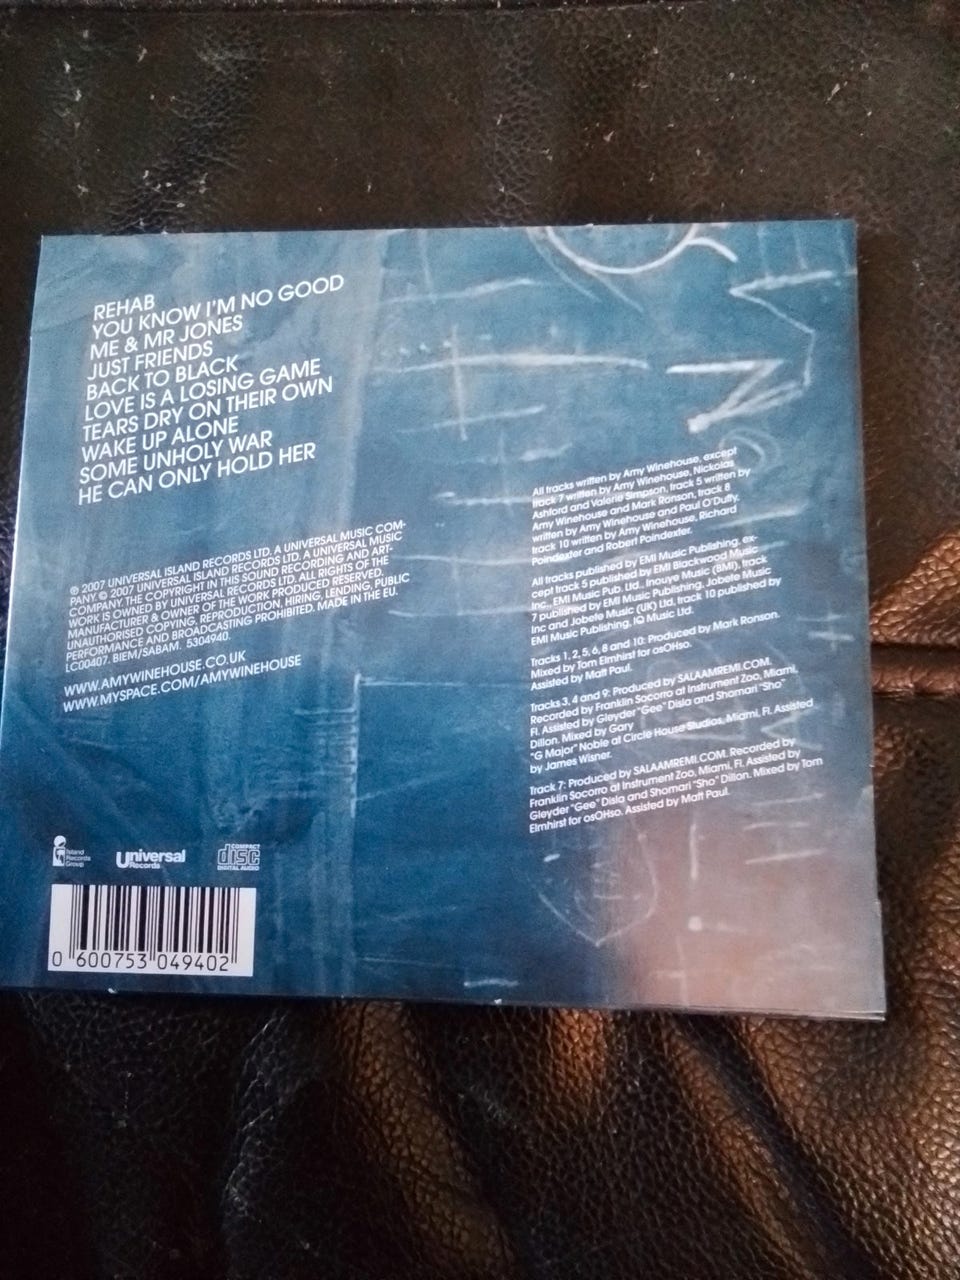 REHAB
YOU KNOW I'M NO GOOD
ME & MR JONES
JUST FRIENDS
BACK TO BLACK
LOVE IS A LOSING GAME
TEARS DRY ON THEIR OWN
WAKE UP ALONE
SOME UNHOLY WAR
HE CAN ONLY HOLD HER
℗ 2007 UNIVERSAL ISLAND RECORDS LTD. A UNIVERSAL MUSIC COM-
PANY © 2007 UNIVERSAL ISLAND RECORDS LTD. A UNIVERSAL MUSIC
COMPANY. THE COPYRIGHT IN THIS SOUND RECORDING AND ART-
WORK IS OWNED BY UNIVERSAL RECORDS LTD. ALL RIGHTS OF THE
MANUFACTURER & OWNER OF THE WORK PRODUCED RESERVED.
UNAUTHORISED COPYING, REPRODUCTION, HIRING, LENDING, PUBLIC
PERFORMANCE AND BROADCASTING PROHIBITED. MADE IN THE EU.
LC00407. BIEM/SABAM. 5304940.
WWW.AMYWINEHOUSE.CO.UK
WWW.MYSPACE.COM/AMYWINEHOUSE
All tracks written by Amy Winehouse, except
track 7 written by Amy Winehouse, Nickolas
Ashford and Valerie Simpson, track 5 written by
Amy Winehouse and Mark Ronson, track 8
written by Amy Winehouse and Paul O'Duffy,
track 10 written by Amy Winehouse, Richard
Poindexter and Robert Poindexter.
All tracks published by EMI Music Publishing, ex-
cept track 5 published by EMI Blackwood Music
Inc., EMI Music Pub. Ltd., Inouye Music (BMI), track
7 published by EMI Music Publishing, Jobete Music
Inc and Jobete Music (UK) Ltd, track 10 published by
EMI Music Publishing, IQ Music Ltd.
Tracks 1, 2, 5, 6, 8 and 10: Produced by Mark Ronson.
Mixed by Tom Elmhirst for osOHso.
Assisted by Matt Paul.
Tracks 3, 4 and 9: Produced by SALAAMREMI.COM.
Recorded by Franklin Socorro at Instrument Zoo, Miami,
Fl. Assisted by Gleyder "Gee" Disla and Shomari "Sho"
Dillon. Mixed by Gary
"G Major" Noble at Circle House Studios, Miami, Fl. Assisted
by James Wisner.
Track 7: Produced by SALAAMREMI.COM. Recorded by
Franklin Socorro at Instrument Zoo, Miami, Fl. Assisted by
Gleyder "Gee" Disla and Shomari "Sho" Dillon. Mixed by Tom
Elmhirst for osOHso. Assisted by Matt Paul.
Island
Records
Group
Universal
Records
COMPACT
disc
DIGITAL AUDIO
0 600753 049402